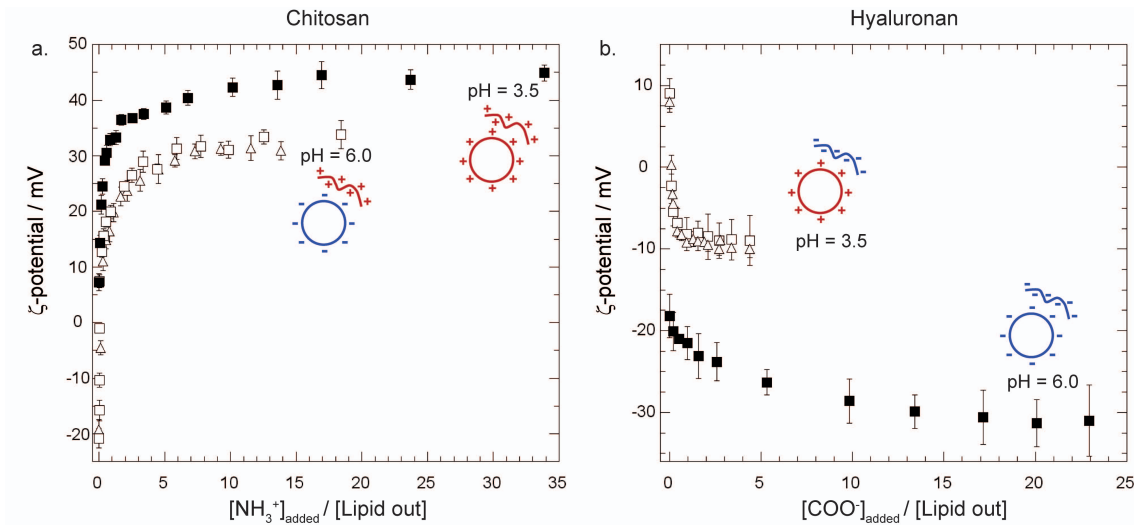 Chitosan
Hyaluronan
a.
b.
50
40
30
20
10
0
-10
-20
ζ-potential / mV
pH = 3.5
pH = 6.0
0 5 10 15 20 25 30 35
[NH₃⁺]added / [Lipid out]
10
0
-10
-20
-30
ζ-potential / mV
pH = 3.5
pH = 6.0
0 5 10 15 20 25
[COO⁻]added / [Lipid out]